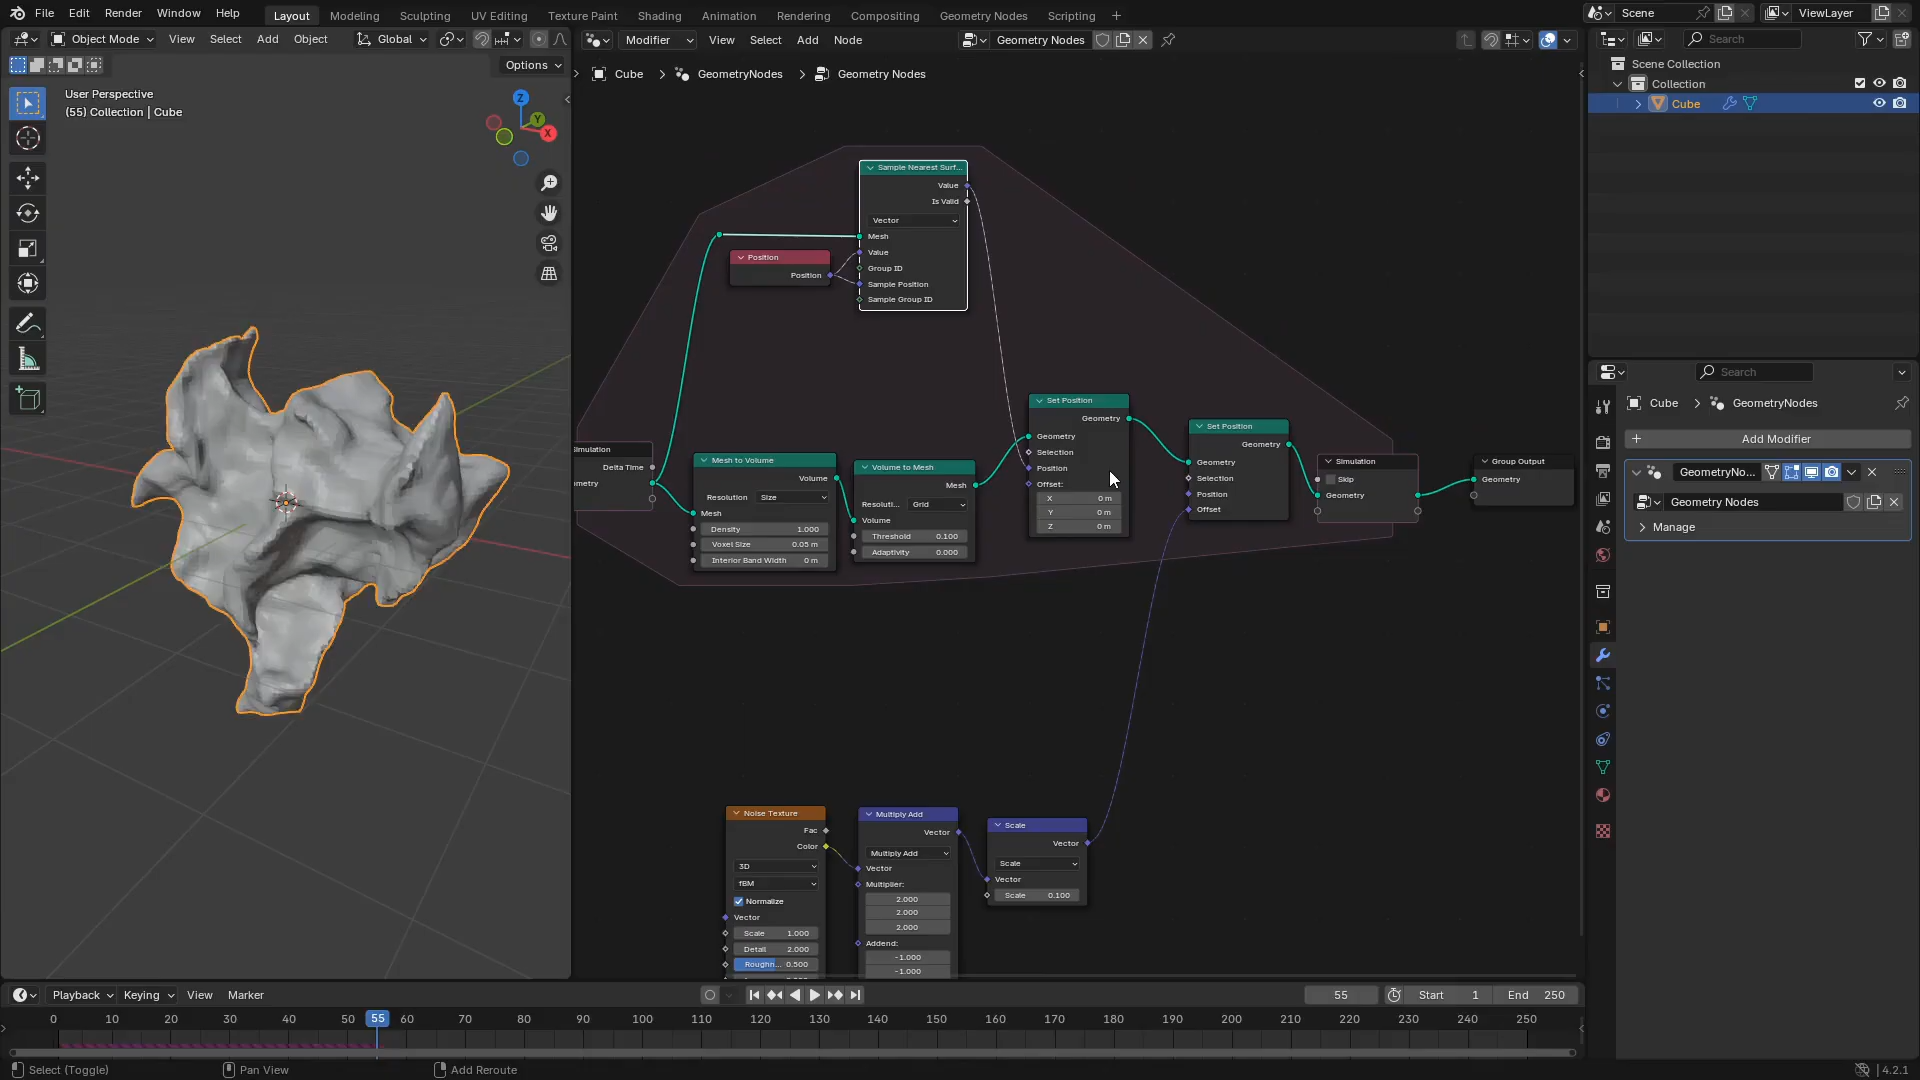 File Edit Render Window Help Layout Modeling Sculpting UV Editing Texture Paint Shading Animation Rendering Compositing Geometry Nodes Scripting + Scene ViewLayer
Object Mode View Select Add Object Global
Options
User Perspective
(55) Collection | Cube
Z
Y
X
Modifier View Select Add Node Geometry Nodes
Cube > GeometryNodes > Geometry Nodes
Sample Nearest Surf...
Value
Is Valid
Vector
Mesh
Value
Group ID
Sample Position
Sample Group ID
Position
Position
Simulation
Delta Time
Mesh to Volume
Volume
Resolution Size
Mesh
Density 1.000
Voxel Size 0.05 m
Interior Band Width 0 m
Volume to Mesh
Mesh
Resoluti... Grid
Volume
Threshold 0.100
Adaptivity 0.000
Set Position
Geometry
Geometry
Selection
Position
Offset:
X 0 m
Y 0 m
Z 0 m
Set Position
Geometry
Geometry
Selection
Position
Offset
Simulation
Skip
Geometry
Group Output
Geometry
Noise Texture
Fac
Color
3D
fBM
Normalize
Vector
Scale 1.000
Detail 2.000
Roughn... 0.500
Multiply Add
Vector
Multiply Add
Vector
Multiplier:
2.000
2.000
2.000
Addend:
-1.000
-1.000
Scale
Vector
Scale
Vector
Scale 0.100
Search
Scene Collection
Collection
Cube
Search
Cube > GeometryNodes
+ Add Modifier
GeometryNo...
Geometry Nodes
Manage
Playback Keying View Marker 55 Start 1 End 250
0 10 20 30 40 50 55 60 70 80 90 100 110 120 130 140 150 160 170 180 190 200 210 220 230 240 250
Select (Toggle) Pan View Add Reroute 4.2.1